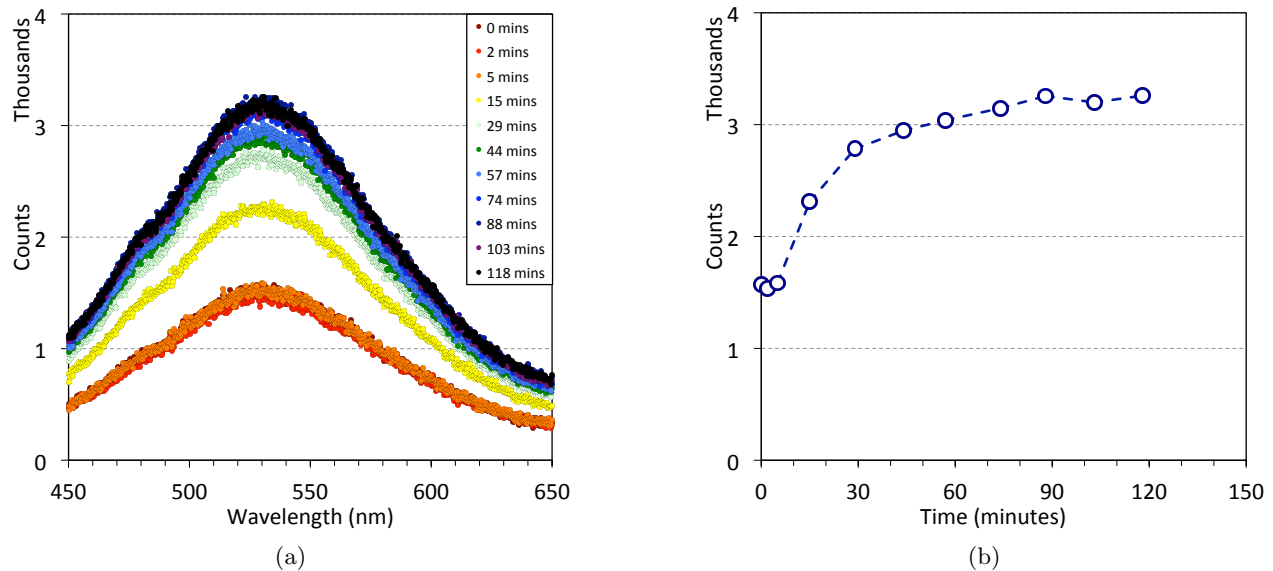 Thousands
Counts
4
3
2
1
0
450
500
550
600
650
Wavelength (nm)
0 mins
2 mins
5 mins
15 mins
29 mins
44 mins
57 mins
74 mins
88 mins
103 mins
118 mins
(a)
Thousands
Counts
4
3
2
1
0
0
30
60
90
120
150
Time (minutes)
(b)